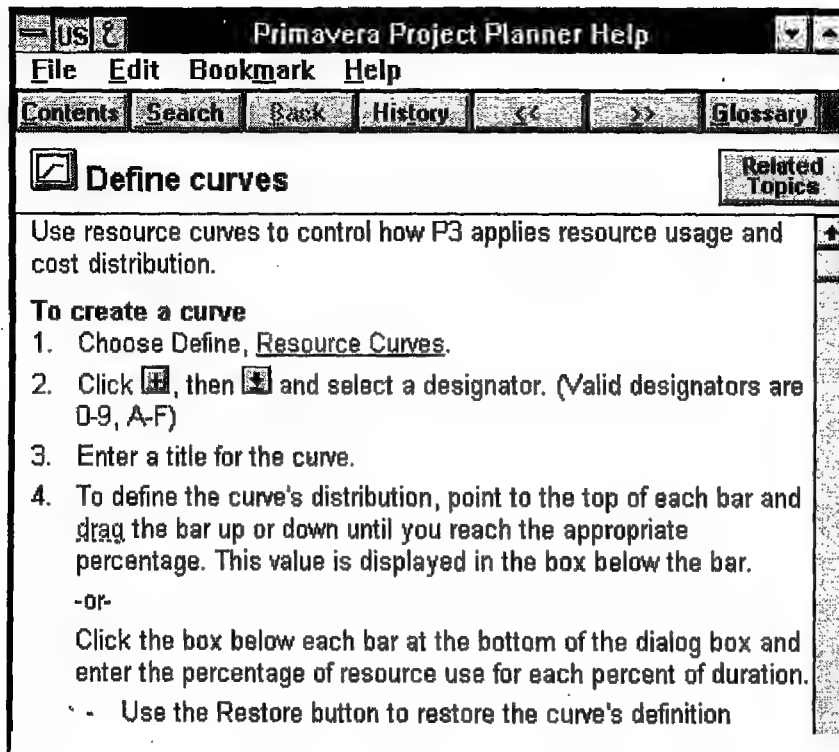 US Primavera Project Planner Help
File Edit Bookmark Help
Contents Search Back History << >> Glossary
Define curves
Related
Topics
Use resource curves to control how P3 applies resource usage and
cost distribution.
To create a curve
1. Choose Define, Resource Curves.
2. Click , then and select a designator. (Valid designators are
0-9, A-F)
3. Enter a title for the curve.
4. To define the curve's distribution, point to the top of each bar and
drag the bar up or down until you reach the appropriate
percentage. This value is displayed in the box below the bar.
-or-
Click the box below each bar at the bottom of the dialog box and
enter the percentage of resource use for each percent of duration.
- Use the Restore button to restore the curve's definition